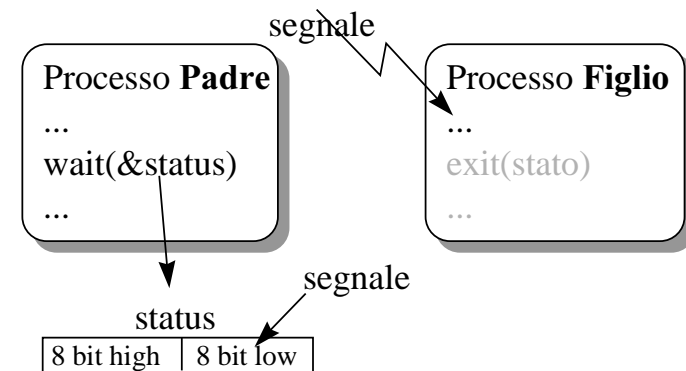 segnale
Processo Padre
...
wait(&status)
...
Processo Figlio
...
exit(stato)
...
segnale
status
8 bit high
8 bit low